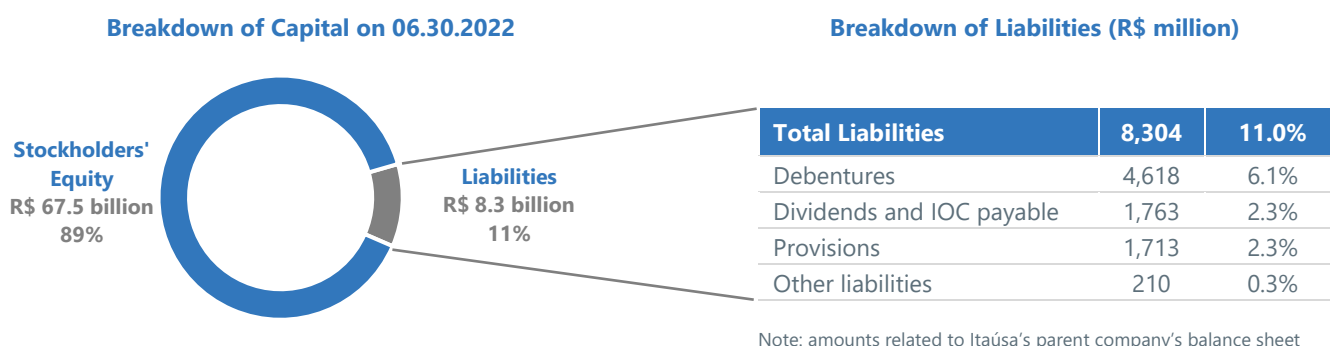 Breakdown of Capital on 06.30.2022
Stockholders'
Equity
R$ 67.5 billion
89%
Liabilities
R$ 8.3 billion
11%
Breakdown of Liabilities (R$ million)
Total Liabilities 8,304 11.0%
Debentures 4,618 6.1%
Dividends and IOC payable 1,763 2.3%
Provisions 1,713 2.3%
Other liabilities 210 0.3%
Note: amounts related to Itaúsa's parent company's balance sheet